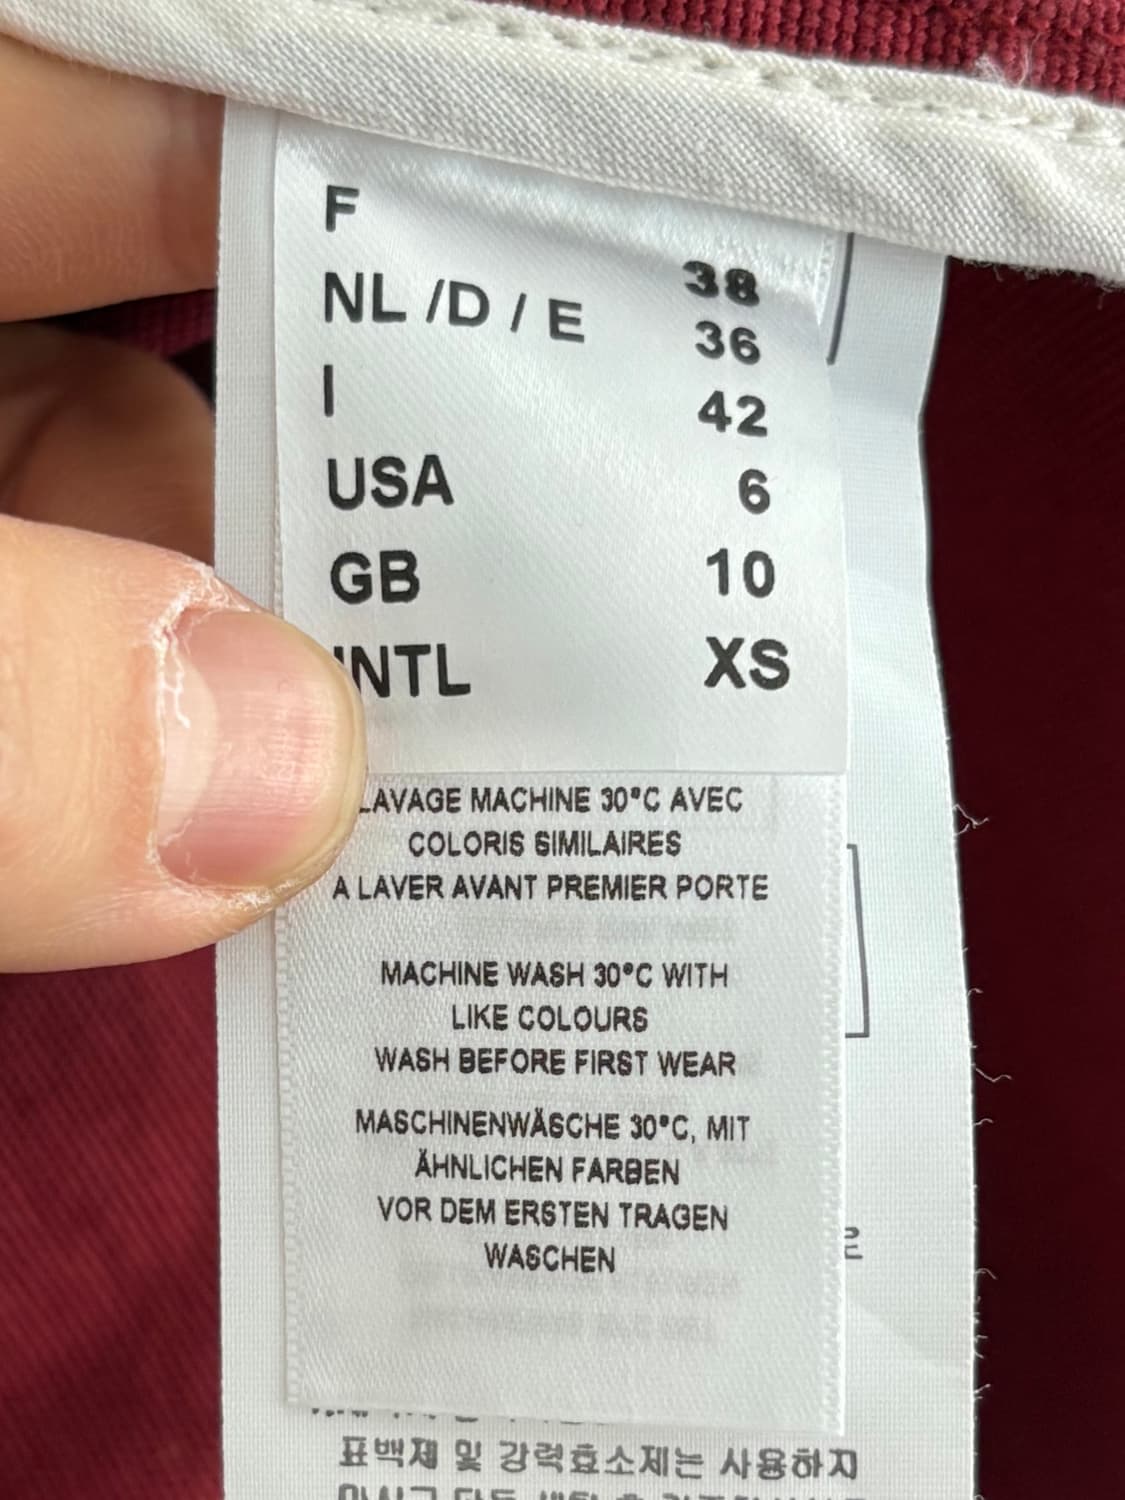 F 38
NL /D / E 36
I 42
USA 6
GB 10
INTL XS
LAVAGE MACHINE 30°C AVEC
COLORIS SIMILAIRES
A LAVER AVANT PREMIER PORTE
MACHINE WASH 30°C WITH
LIKE COLOURS
WASH BEFORE FIRST WEAR
MASCHINENWÄSCHE 30°C, MIT
ÄHNLICHEN FARBEN
VOR DEM ERSTEN TRAGEN
WASCHEN
표백제 및 강력효소제는 사용하지